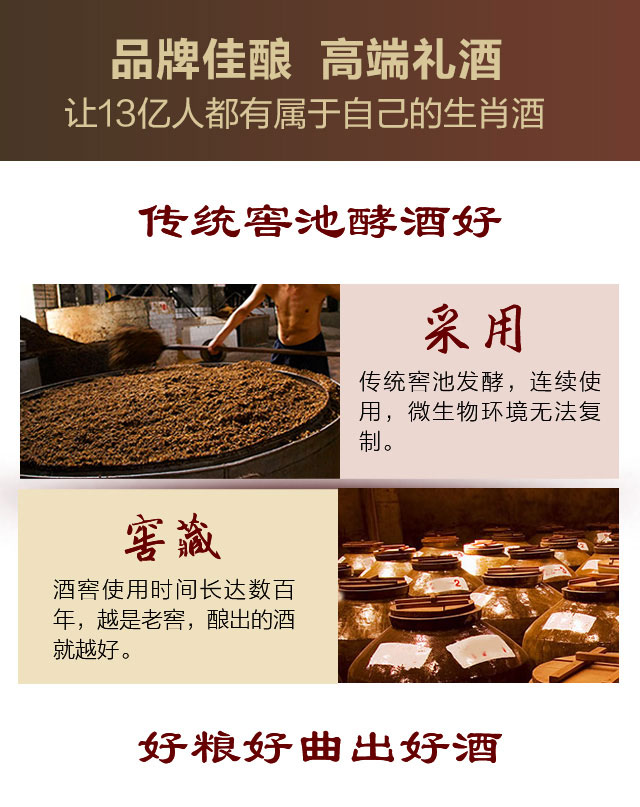 品牌佳酿 高端礼酒
让13亿人都有属于自己的生肖酒
传统窖池酵酒好
采用
传统窖池发酵，连续使
用，微生物环境无法复
制。
窖藏
酒窖使用时间长达数百
年，越是老窖，酿出的酒
就越好。
2
好粮好曲出好酒